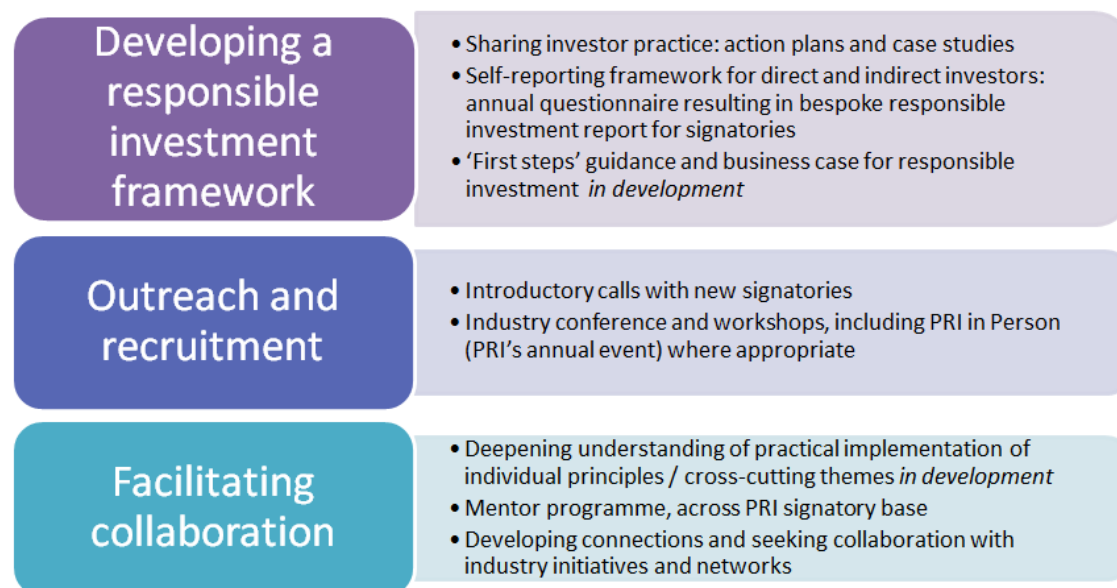 Developing a
responsible
investment
framework
• Sharing investor practice: action plans and case studies
• Self-reporting framework for direct and indirect investors:
annual questionnaire resulting in bespoke responsible
investment report for signatories
• ‘First steps’ guidance and business case for responsible
investment in development
Outreach and
recruitment
• Introductory calls with new signatories
• Industry conference and workshops, including PRI in Person
(PRI’s annual event) where appropriate
Facilitating
collaboration
• Deepening understanding of practical implementation of
individual principles / cross-cutting themes in development
• Mentor programme, across PRI signatory base
• Developing connections and seeking collaboration with
industry initiatives and networks